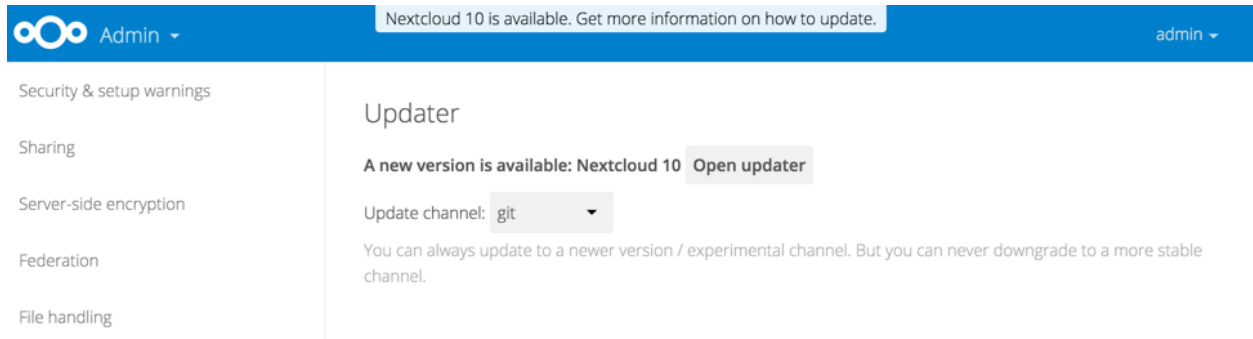 Nextcloud 10 is available. Get more information on how to update.
Admin
admin
Security & setup warnings
Sharing
Server-side encryption
Federation
File handling
Updater
A new version is available: Nextcloud 10 Open updater
Update channel: git
You can always update to a newer version / experimental channel. But you can never downgrade to a more stable
channel.